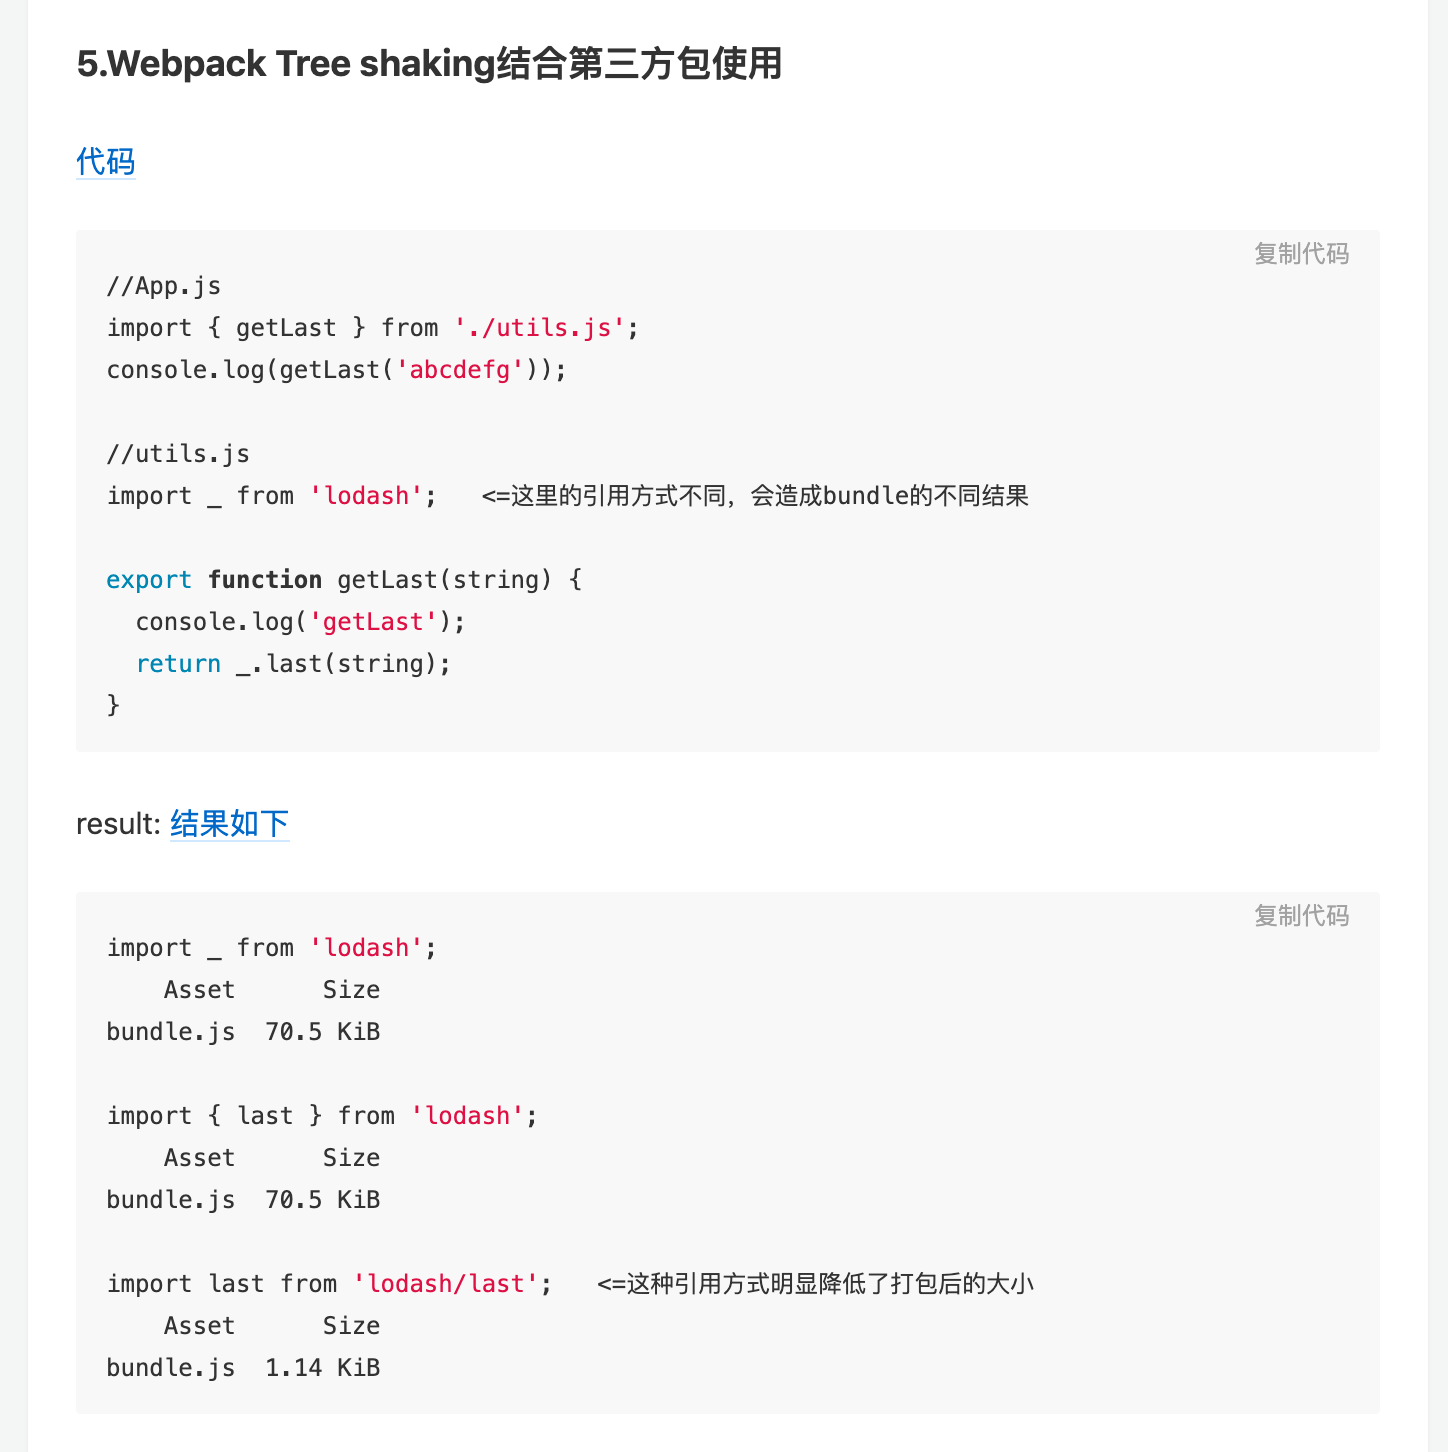 5.Webpack Tree shaking结合第三方包使用
代码
复制代码
//App.js
import { getLast } from './utils.js';
console.log(getLast('abcdefg'));
//utils.js
import _ from 'lodash';   <=这里的引用方式不同，会造成bundle的不同结果
export function getLast(string) {
  console.log('getLast');
  return _.last(string);
}
result: 结果如下
复制代码
import _ from 'lodash';
    Asset      Size
bundle.js  70.5 KiB
import { last } from 'lodash';
    Asset      Size
bundle.js  70.5 KiB
import last from 'lodash/last';   <=这种引用方式明显降低了打包后的大小
    Asset      Size
bundle.js  1.14 KiB